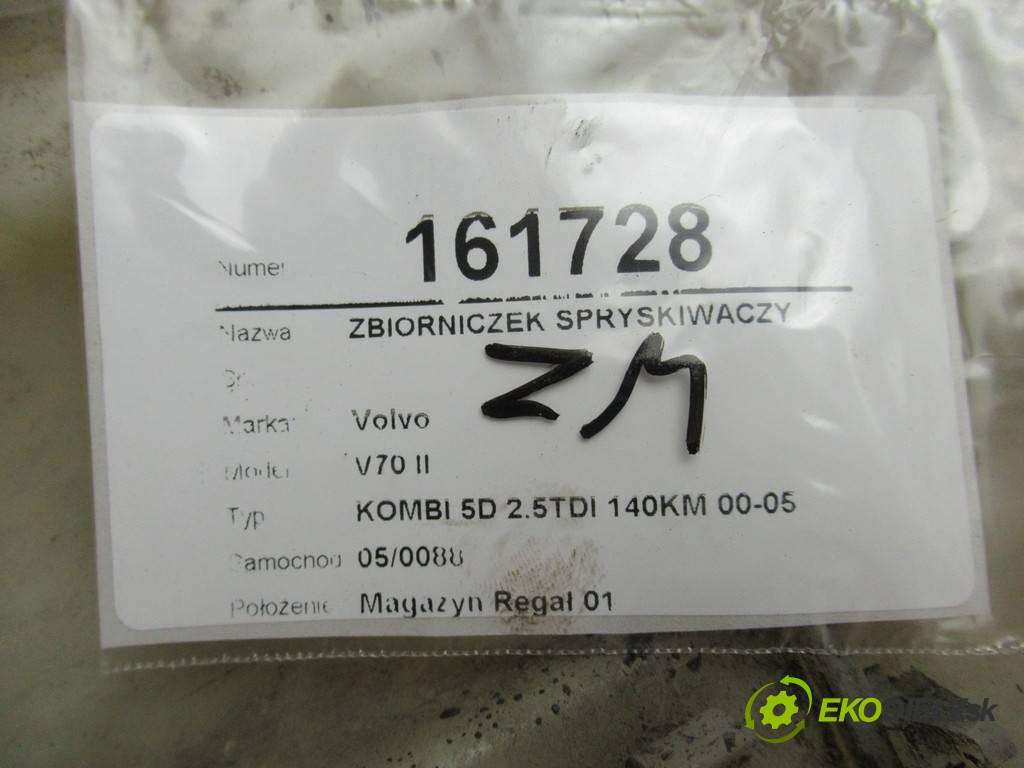 Numer 161728
Nazwa ZBIORNICZEK SPRYSKIWACZY
ZM
Marka Volvo
Model V70 II
Typ KOMBI 5D 2.5TDI 140KM 00-05
Samochod 05/0088
Położenie Magazyn Regał 01